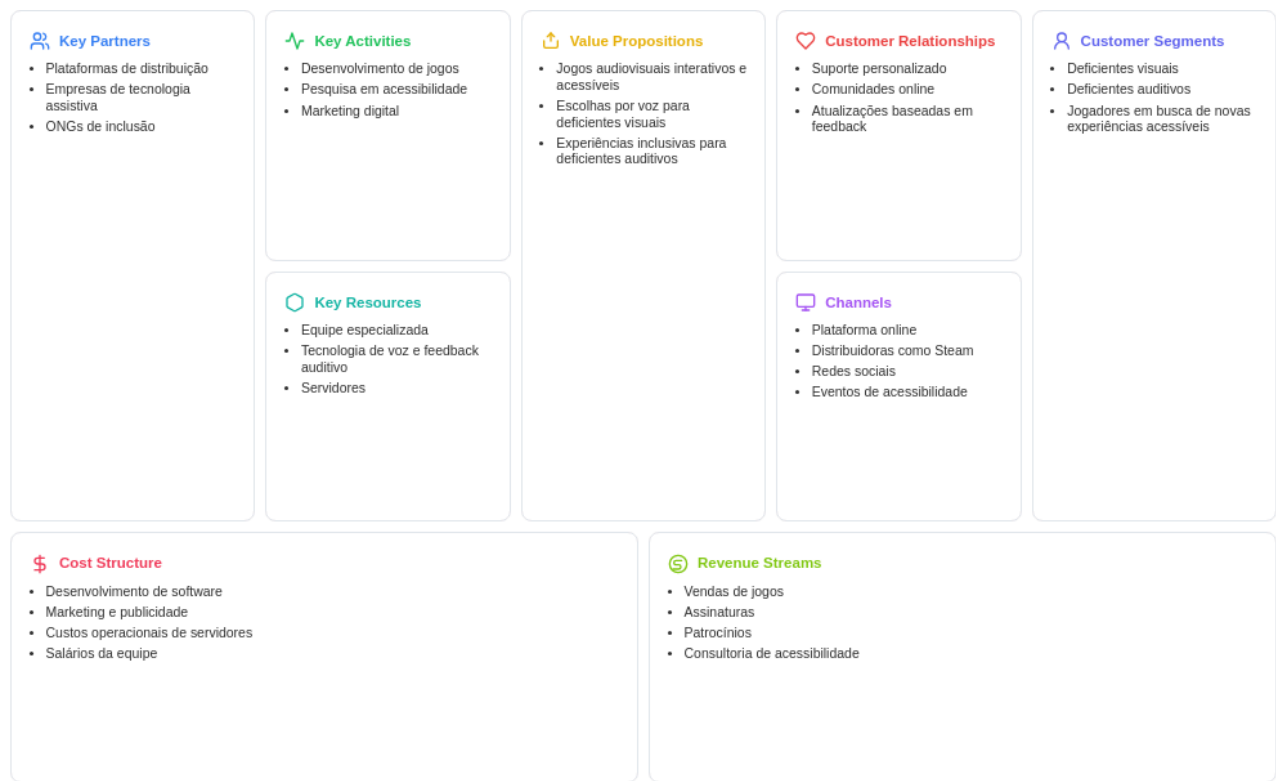 Key Partners
• Plataformas de distribuição
• Empresas de tecnologia
assistiva
• ONGs de inclusão
Key Activities
• Desenvolvimento de jogos
• Pesquisa em acessibilidade
• Marketing digital
Key Resources
• Equipe especializada
• Tecnologia de voz e feedback
auditivo
• Servidores
Value Propositions
• Jogos audiovisuais interativos e
acessíveis
• Escolhas por voz para
deficientes visuais
• Experiências inclusivas para
deficientes auditivos
Customer Relationships
• Suporte personalizado
• Comunidades online
• Atualizações baseadas em
feedback
Channels
• Plataforma online
• Distribuidoras como Steam
• Redes sociais
• Eventos de acessibilidade
Customer Segments
• Deficientes visuais
• Deficientes auditivos
• Jogadores em busca de novas
experiências acessíveis
Cost Structure
• Desenvolvimento de software
• Marketing e publicidade
• Custos operacionais de servidores
• Salários da equipe
Revenue Streams
• Vendas de jogos
• Assinaturas
• Patrocínios
• Consultoria de acessibilidade